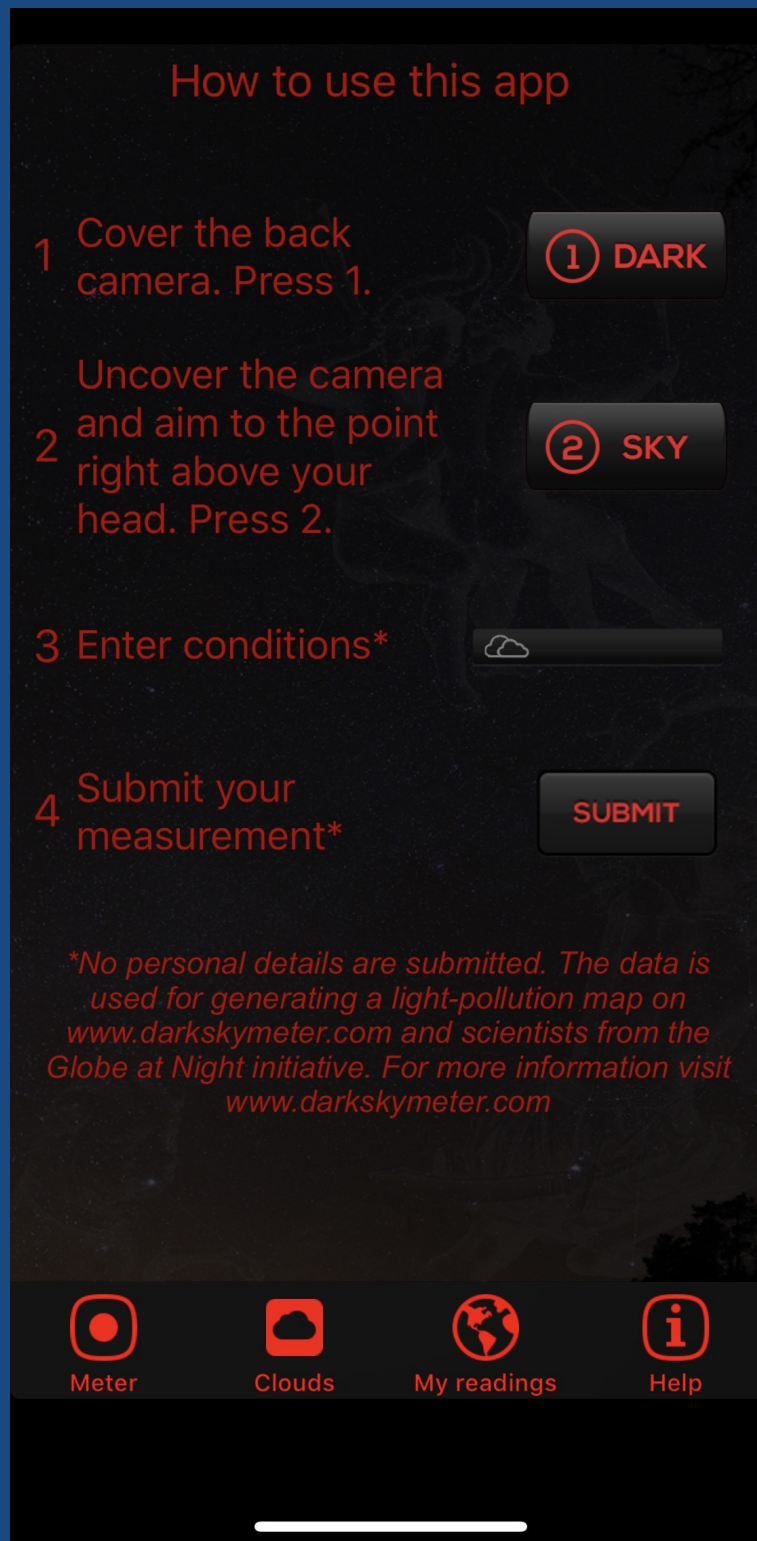 How to use this app
1 Cover the back
camera. Press 1.
1 DARK
Uncover the camera
2 and aim to the point
right above your
head. Press 2.
2 SKY
3 Enter conditions*
4 Submit your
measurement*
SUBMIT
*No personal details are submitted. The data is
used for generating a light-pollution map on
www.darkskymeter.com and scientists from the
Globe at Night initiative. For more information visit
www.darkskymeter.com
Meter
Clouds
My readings
Help